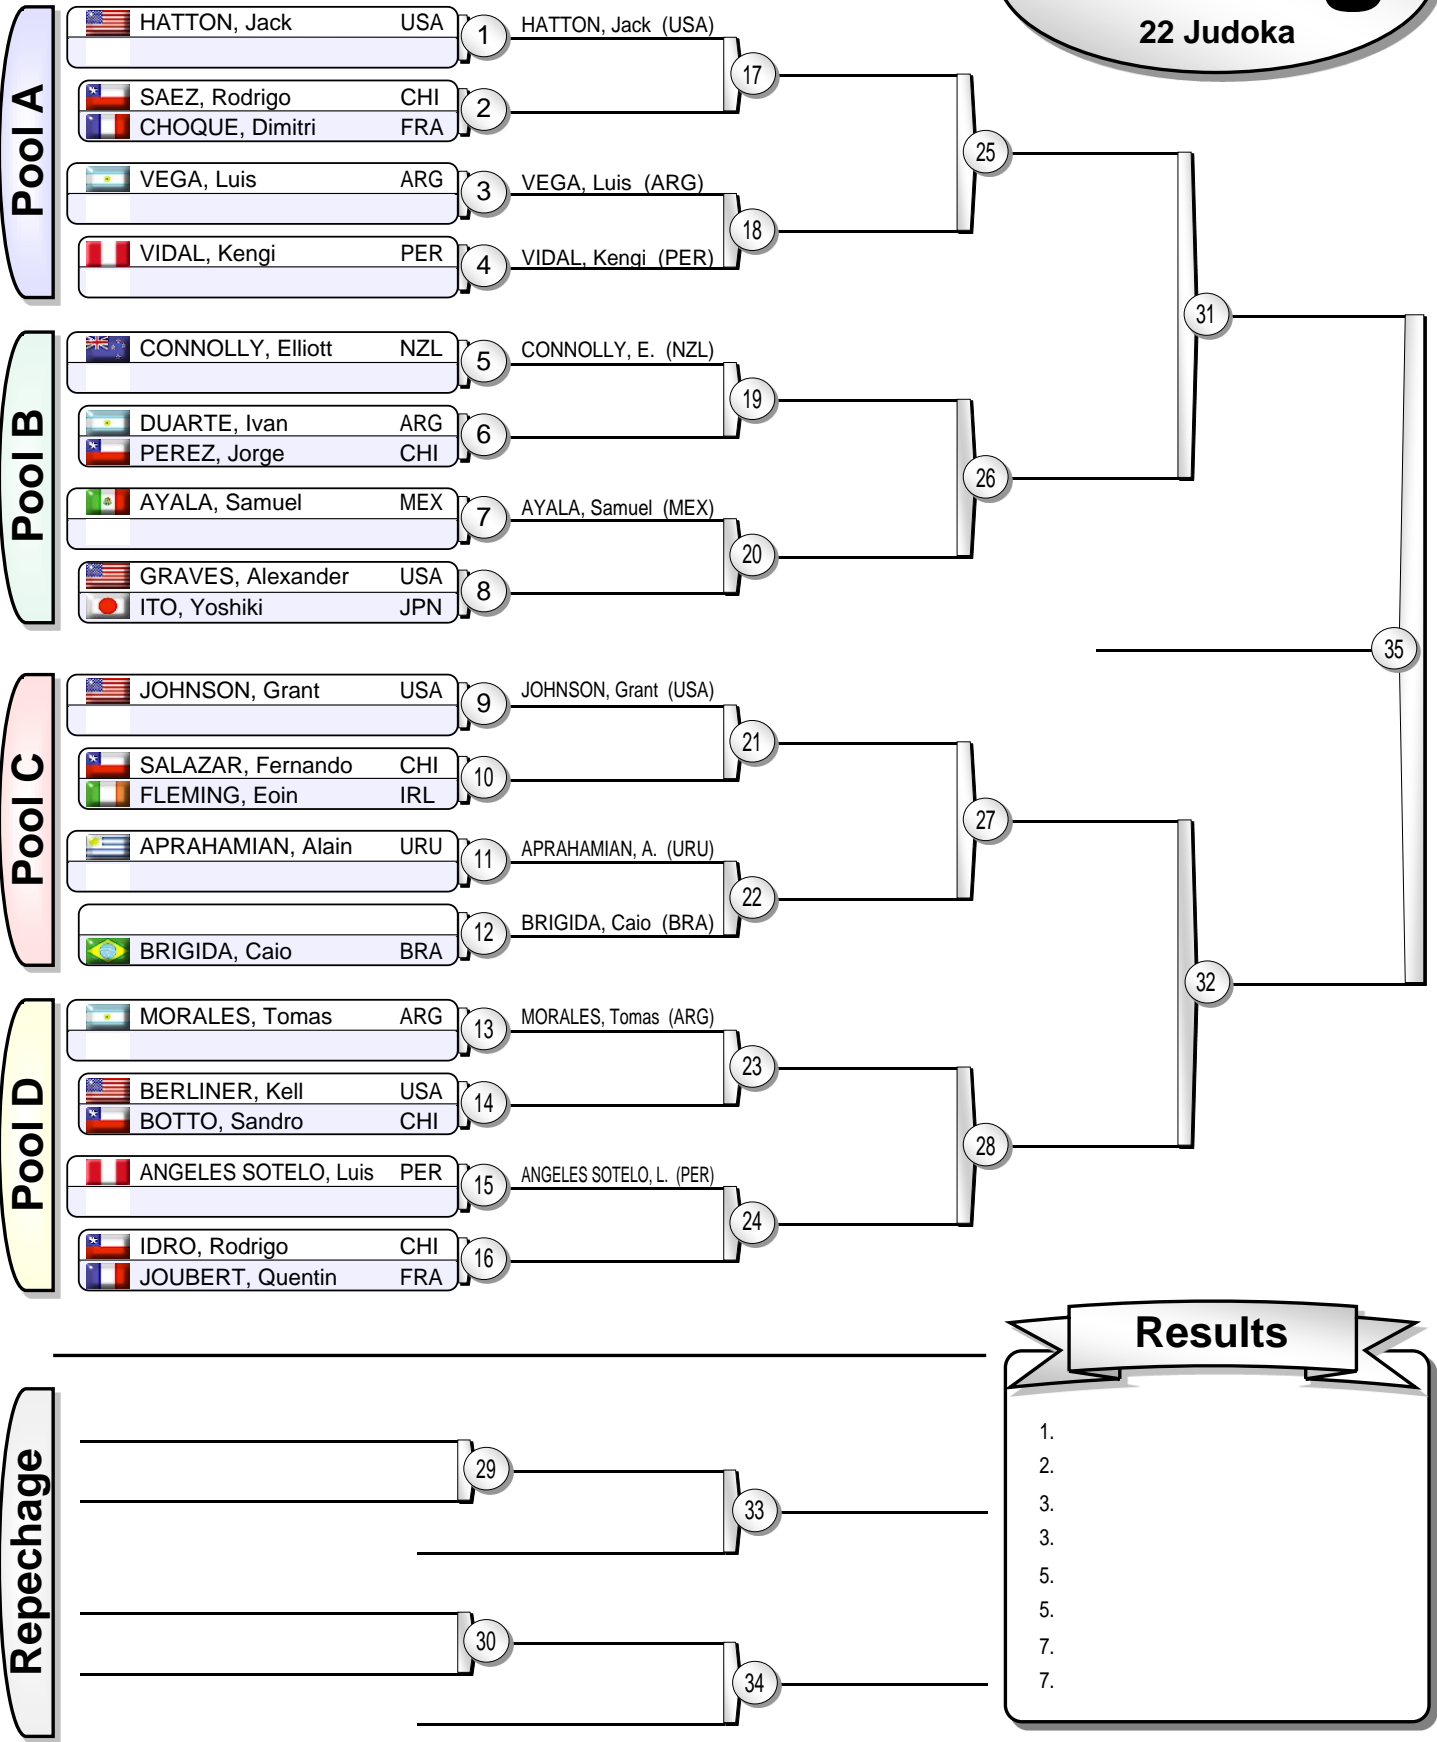 22 Judoka
Pool A
HATTON, Jack USA 1 HATTON, Jack (USA)
17
SAEZ, Rodrigo CHI 2
CHOQUE, Dimitri FRA
25
VEGA, Luis ARG 3 VEGA, Luis (ARG)
18
VIDAL, Kengi PER 4 VIDAL, Kengi (PER)
31
Pool B
CONNOLLY, Elliott NZL 5 CONNOLLY, E. (NZL)
19
DUARTE, Ivan ARG 6
PEREZ, Jorge CHI
26
AYALA, Samuel MEX 7 AYALA, Samuel (MEX)
20
GRAVES, Alexander USA 8
ITO, Yoshiki JPN
35
Pool C
JOHNSON, Grant USA 9 JOHNSON, Grant (USA)
21
SALAZAR, Fernando CHI 10
FLEMING, Eoin IRL
27
APRAHAMIAN, Alain URU 11 APRAHAMIAN, A. (URU)
22
12 BRIGIDA, Caio (BRA)
BRIGIDA, Caio BRA
32
Pool D
MORALES, Tomas ARG 13 MORALES, Tomas (ARG)
23
BERLINER, Kell USA 14
BOTTO, Sandro CHI
28
ANGELES SOTELO, Luis PER 15 ANGELES SOTELO, L. (PER)
24
IDRO, Rodrigo CHI 16
JOUBERT, Quentin FRA
Repechage
29
33
30
34
Results
1.
2.
3.
3.
5.
5.
7.
7.